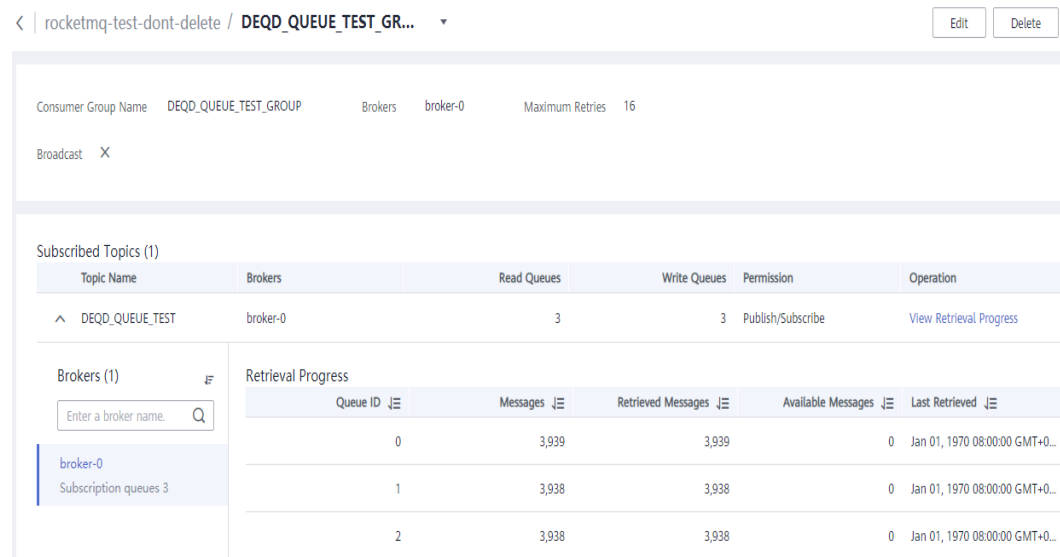 rocketmq-test-dont-delete / DEQD_QUEUE_TEST_GR... Edit Delete
Consumer Group Name DEQD_QUEUE_TEST_GROUP Brokers broker-0 Maximum Retries 16
Broadcast
Subscribed Topics (1)
Topic Name Brokers Read Queues Write Queues Permission Operation
DEQD_QUEUE_TEST broker-0 3 3 Publish/Subscribe View Retrieval Progress
Brokers (1)
Enter a broker name.
broker-0
Subscription queues 3
Retrieval Progress
Queue ID Messages Retrieved Messages Available Messages Last Retrieved
0 3,939 3,939 0 Jan 01, 1970 08:00:00 GMT+0...
1 3,938 3,938 0 Jan 01, 1970 08:00:00 GMT+0...
2 3,938 3,938 0 Jan 01, 1970 08:00:00 GMT+0...